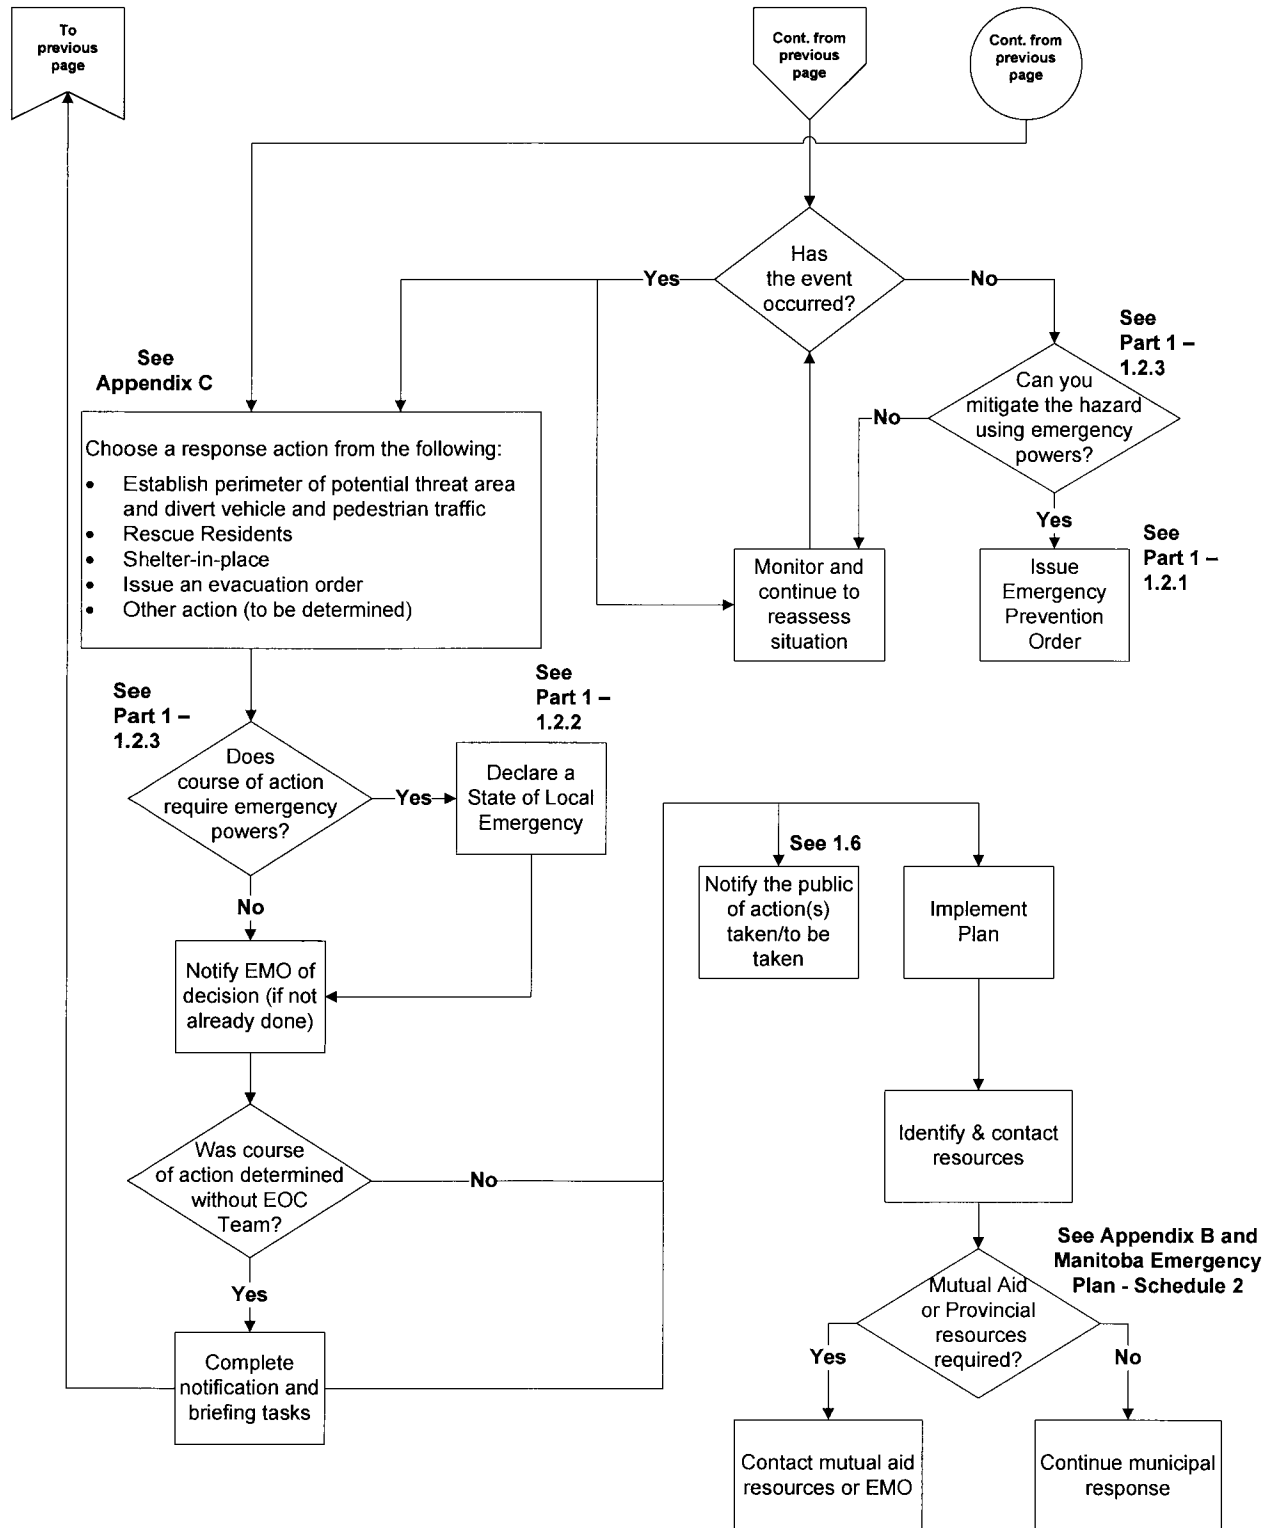 To
previous
page
Cont. from
previous
page
Cont. from
previous
page
Has
the event
occurred?
Yes
No
See
Part 1 –
1.2.3
Can you
mitigate the hazard
using emergency
powers?
No
Yes
See
Part 1 –
1.2.1
Issue
Emergency
Prevention
Order
Monitor and
continue to
reassess
situation
See
Appendix C
Choose a response action from the following:
• Establish perimeter of potential threat area
and divert vehicle and pedestrian traffic
• Rescue Residents
• Shelter-in-place
• Issue an evacuation order
• Other action (to be determined)
See
Part 1 –
1.2.3
Does
course of action
require emergency
powers?
Yes
See
Part 1 –
1.2.2
Declare a
State of Local
Emergency
No
Notify EMO of
decision (if not
already done)
Was course
of action determined
without EOC
Team?
No
Yes
Complete
notification and
briefing tasks
See 1.6
Notify the public
of action(s)
taken/to be
taken
Implement
Plan
Identify & contact
resources
See Appendix B and
Manitoba Emergency
Plan - Schedule 2
Mutual Aid
or Provincial
resources
required?
Yes
No
Contact mutual aid
resources or EMO
Continue municipal
response